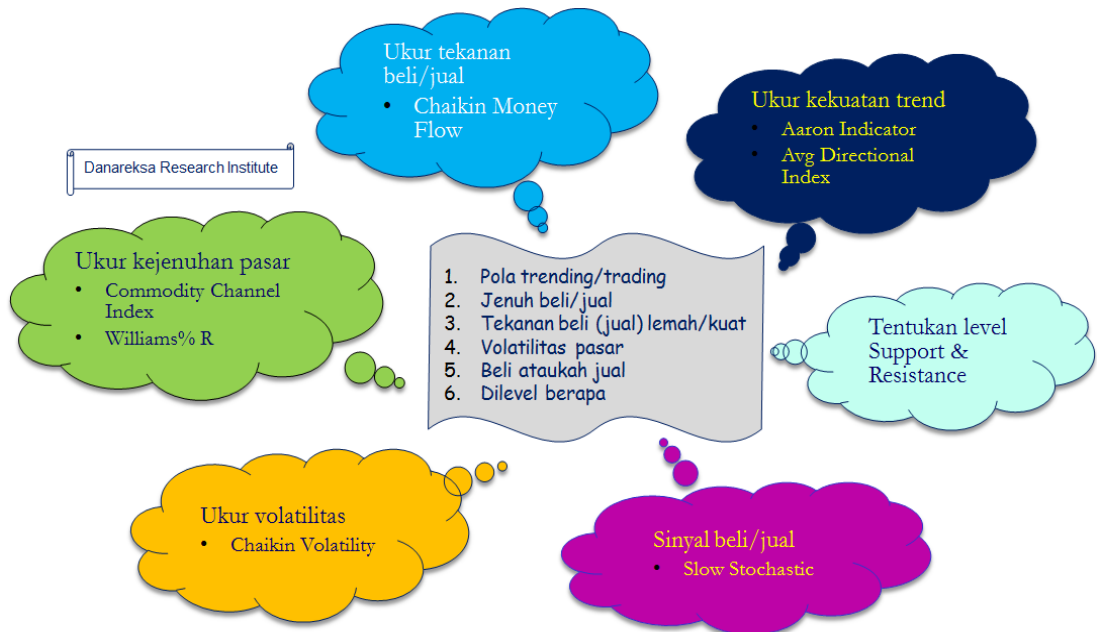 Ukur tekanan
beli/jual
• Chaikin Money
Flow
Ukur kekuatan trend
• Aaron Indicator
• Avg Directional
Index
Danareksa Research Institute
Ukur kejenuhan pasar
• Commodity Channel
Index
• Williams% R
1. Pola trending/trading
2. Jenuh beli/jual
3. Tekanan beli (jual) lemah/kuat
4. Volatilitas pasar
5. Beli ataukah jual
6. Dilevel berapa
Tentukan level
Support &
Resistance
Ukur volatilitas
• Chaikin Volatility
Sinyal beli/jual
• Slow Stochastic